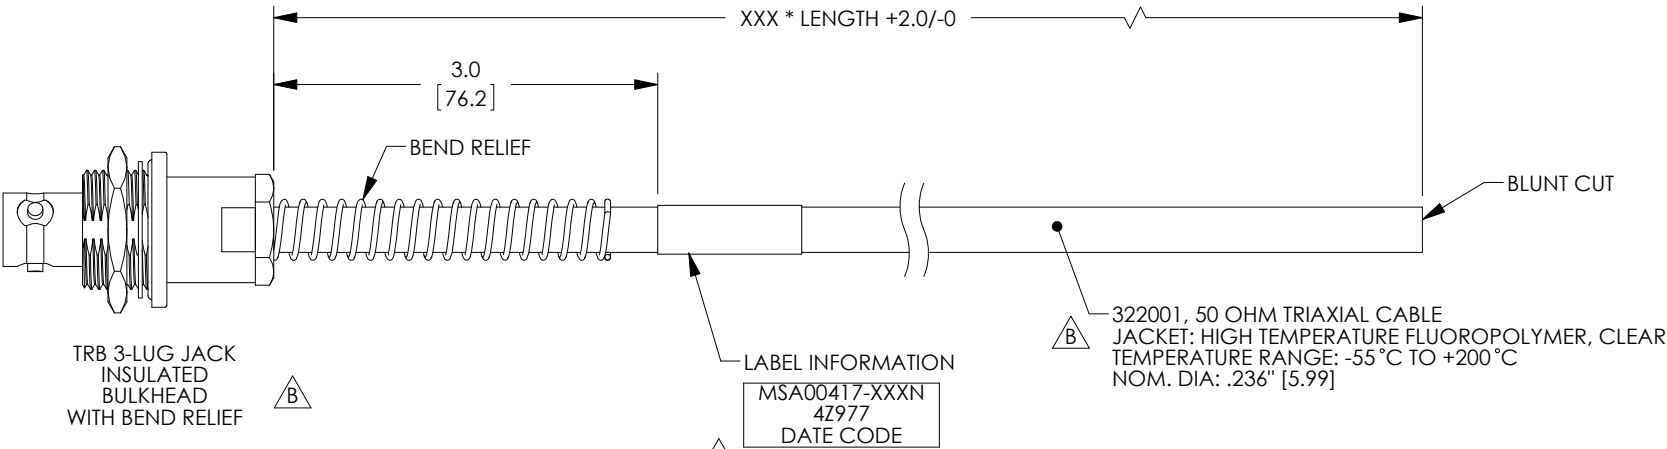 XXX * LENGTH +2.0/-0
3.0
[76.2]
BEND RELIEF
BLUNT CUT
322001, 50 OHM TRIAXIAL CABLE
B
JACKET: HIGH TEMPERATURE FLUOROPOLYMER, CLEAR
TEMPERATURE RANGE: -55°C TO +200°C
NOM. DIA: .236" [5.99]
TRB 3-LUG JACK
INSULATED
BULKHEAD
WITH BEND RELIEF
B
LABEL INFORMATION
MSA00417-XXXN
4Z977
DATE CODE